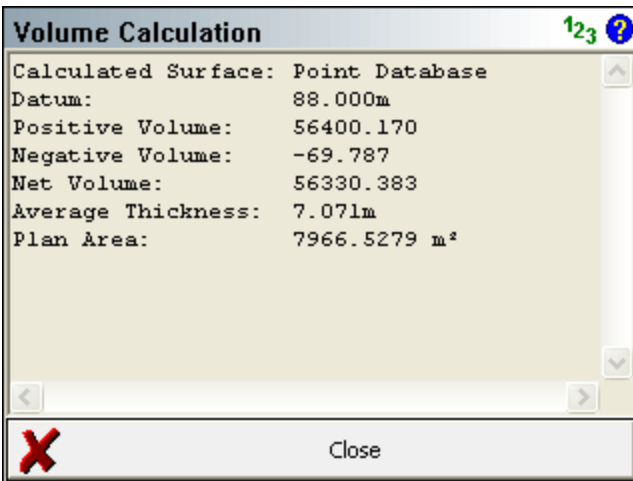 Volume Calculation 123 ?
Calculated Surface: Point Database
Datum: 88.000m
Positive Volume: 56400.170
Negative Volume: -69.787
Net Volume: 56330.383
Average Thickness: 7.071m
Plan Area: 7966.5279 m²
Close